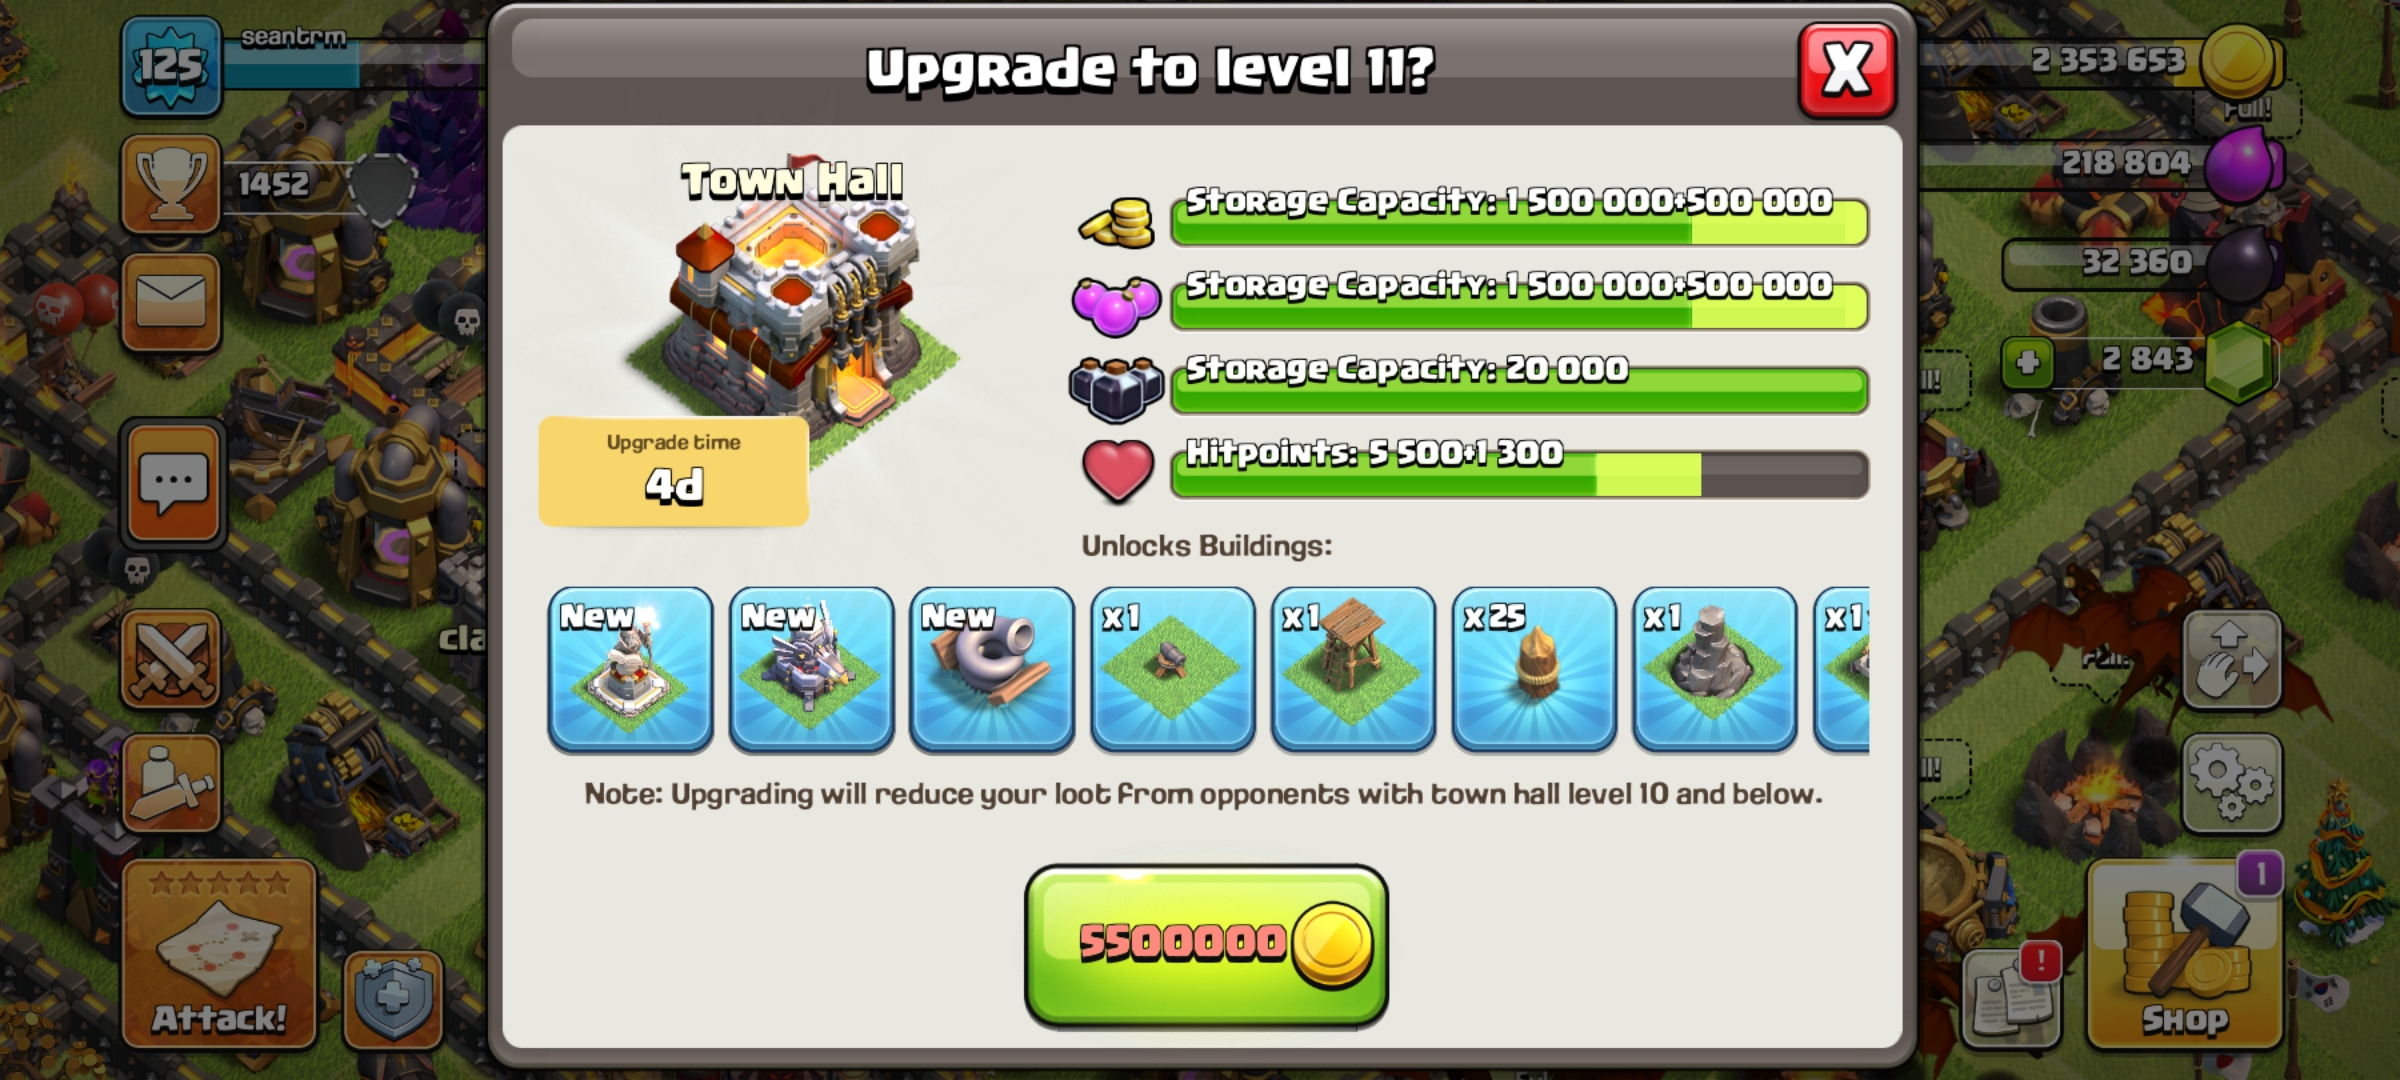 125
seantrm
1452
Upgrade to level 11?
X
2 353 653
Full!
218 804
32 360
2 843
Town Hall
Storage Capacity: 1 500 000+500 000
Storage Capacity: 1 500 000+500 000
Storage Capacity: 20 000
Hitpoints: 5 500+1 300
Upgrade time
4d
Unlocks Buildings:
New
New
New
x1
x1
x25
x1
x1
Note: Upgrading will reduce your loot from opponents with town hall level 10 and below.
5500000
Attack!
1
!
Shop